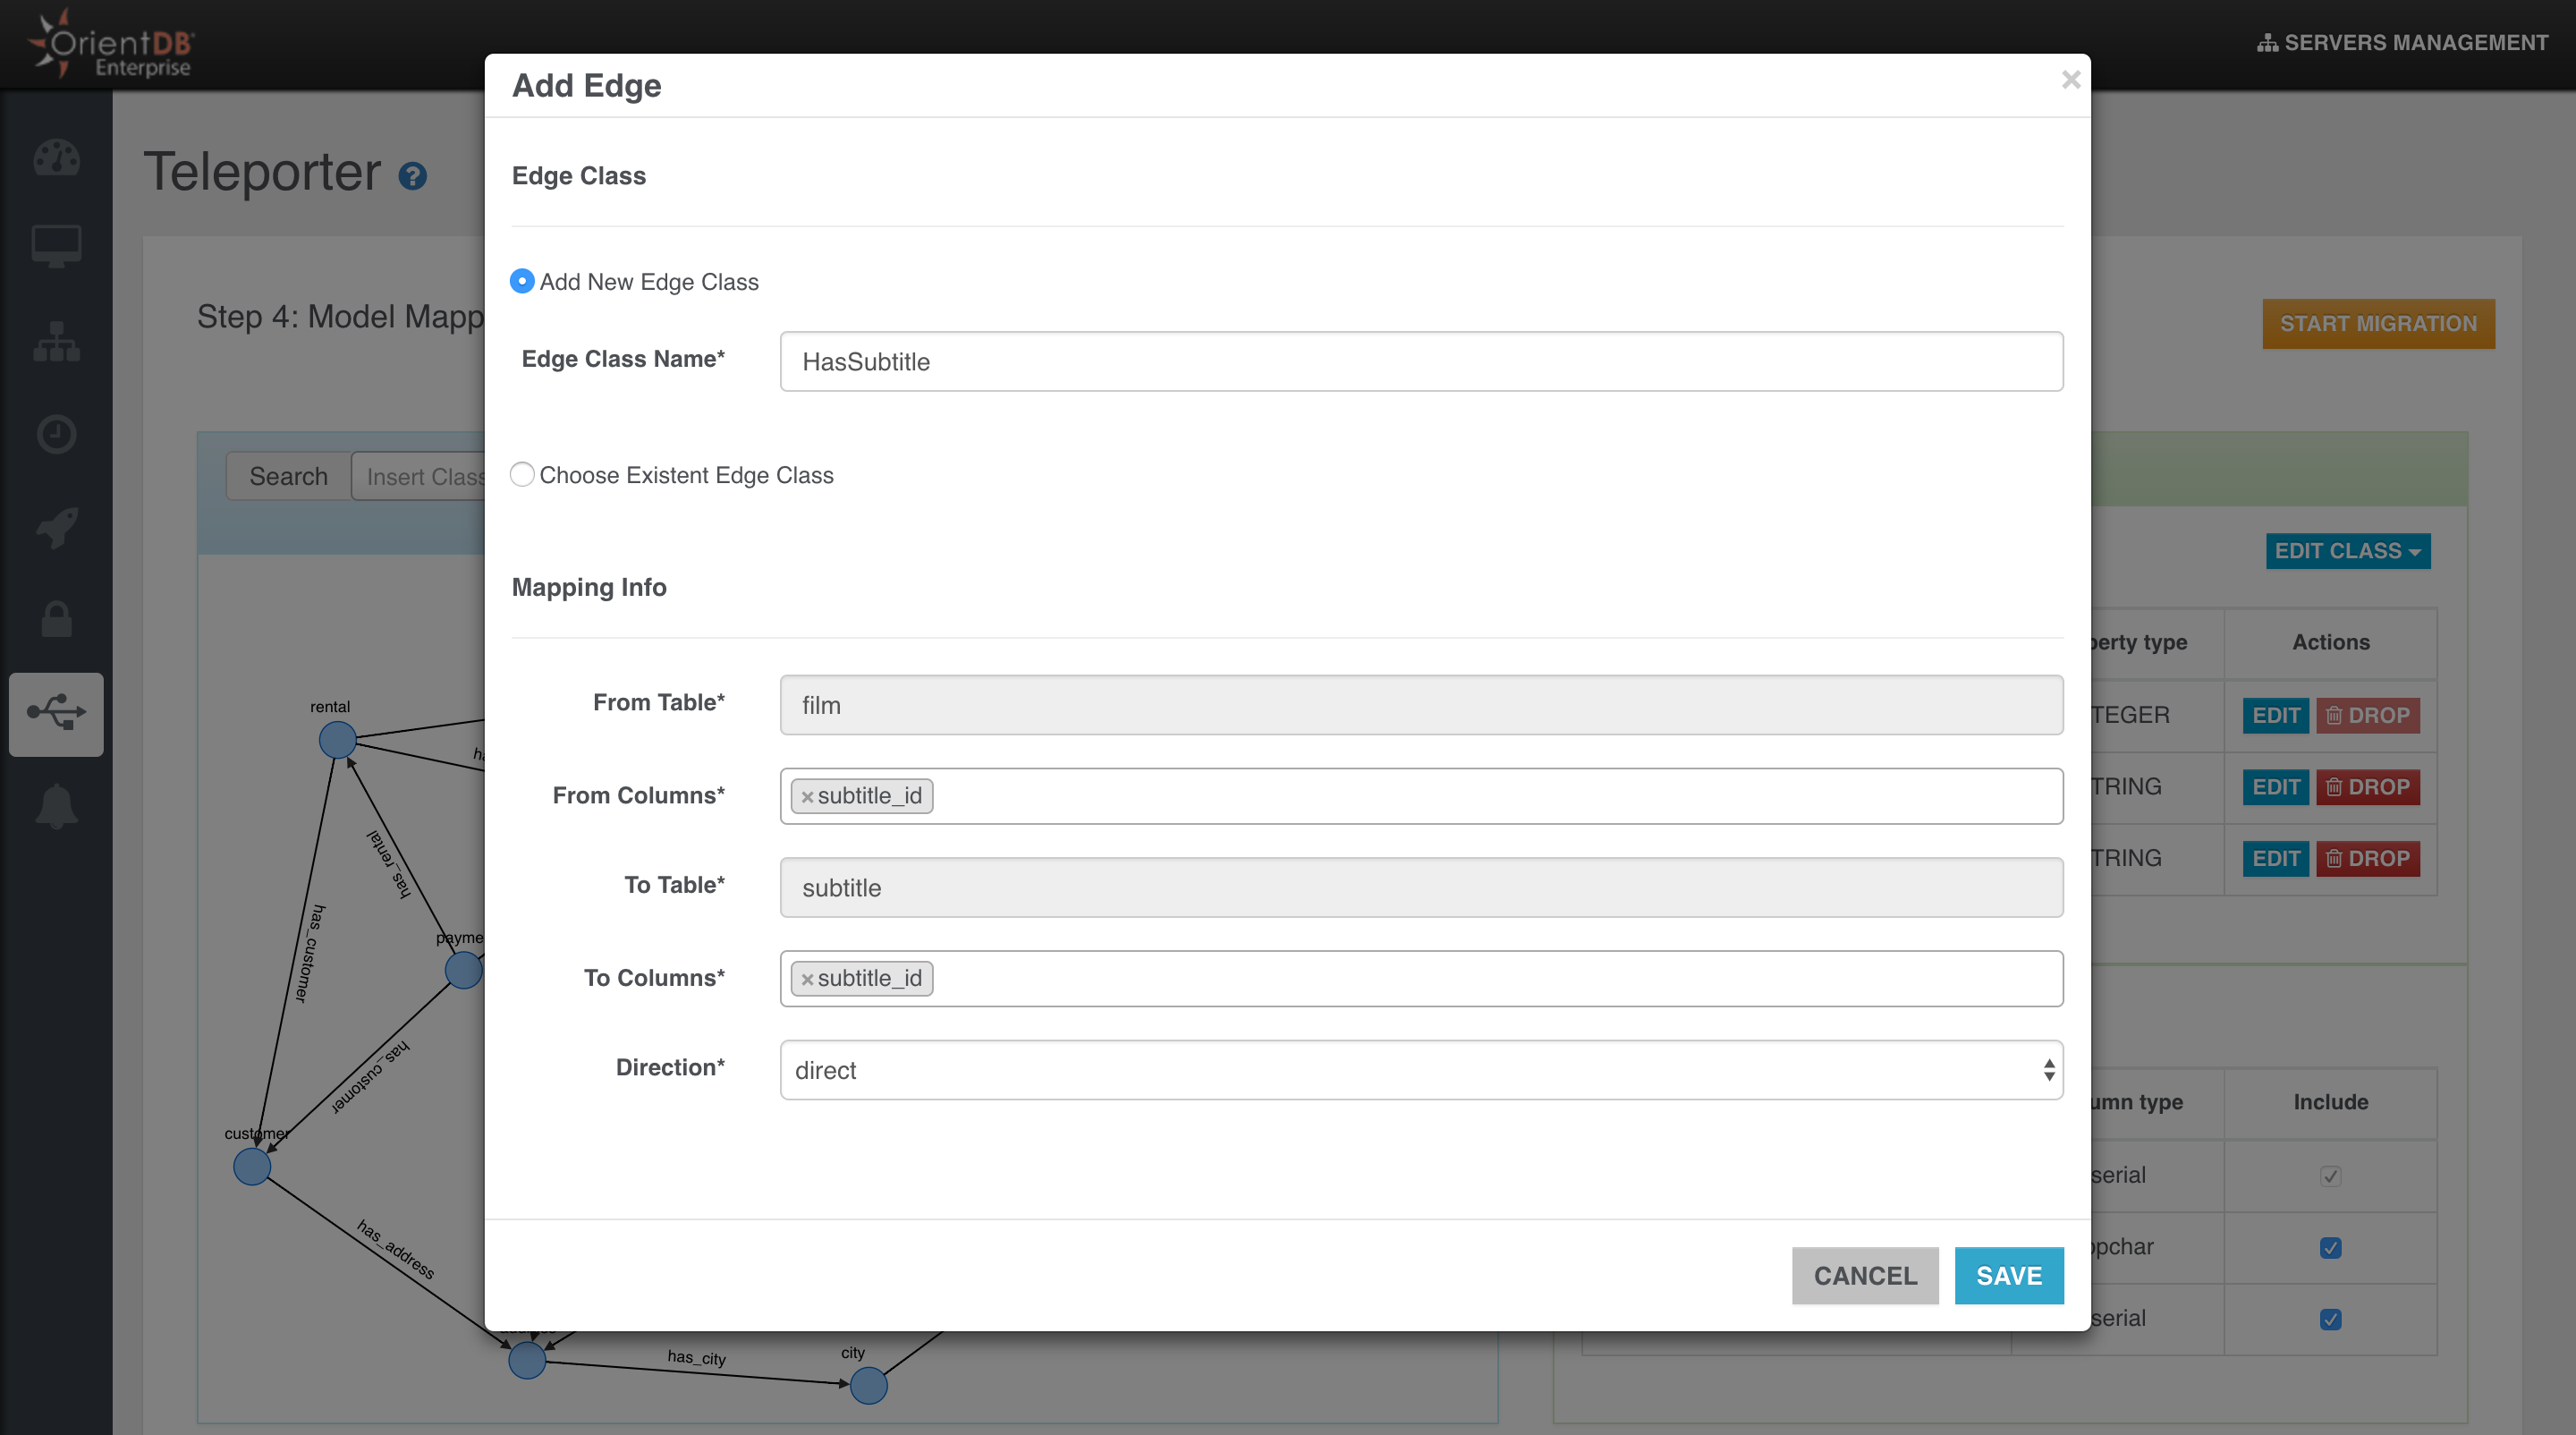 OrientDB
Enterprise
SERVERS MANAGEMENT
Add Edge
×
Teleporter ?
Edge Class
Add New Edge Class
Step 4: Model Mapp
START MIGRATION
Edge Class Name*
HasSubtitle
Search
Insert Class
Choose Existent Edge Class
EDIT CLASS
Mapping Info
perty type
Actions
From Table*
film
rental
TEGER
EDIT
DROP
ha
From Columns*
×subtitle_id
TRING
EDIT
DROP
has_rental
To Table*
subtitle
TRING
EDIT
DROP
has_customer
payme
To Columns*
×subtitle_id
has_customer
Direction*
direct
umn type
Include
customer
serial
has_address
CANCEL
SAVE
opchar
serial
city
has_city